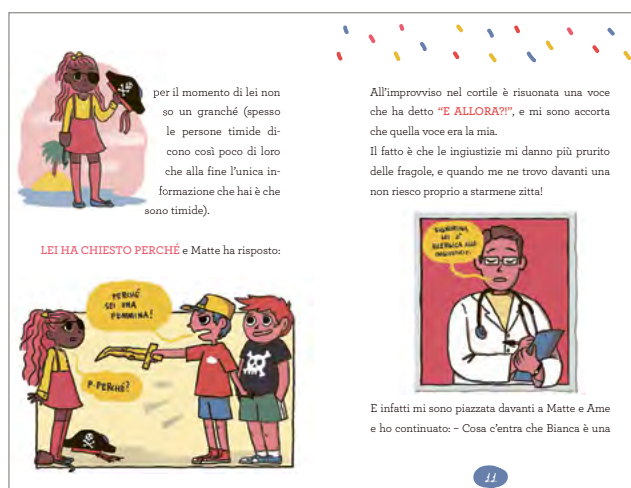 per il momento di lei non
so un granché (spesso
le persone timide di-
cono così poco di loro
che alla fine l'unica in-
formazione che hai è che
sono timide).
LEI HA CHIESTO PERCHÉ e Matte ha risposto:
PERCHÉ
SEI UNA
FEMMINA!
P-PERCHÉ?
All'improvviso nel cortile è risuonata una voce
che ha detto "E ALLORA?!", e mi sono accorta
che quella voce era la mia.
Il fatto è che le ingiustizie mi danno più prurito
delle fragole, e quando me ne trovo davanti una
non riesco proprio a starmene zitta!
SIGNORINA,
LEI E'
ALLERGICA ALLE
INGIUSTIZIE.
E infatti mi sono piazzata davanti a Matte e Ame
e ho continuato: – Cosa c'entra che Bianca è una
11